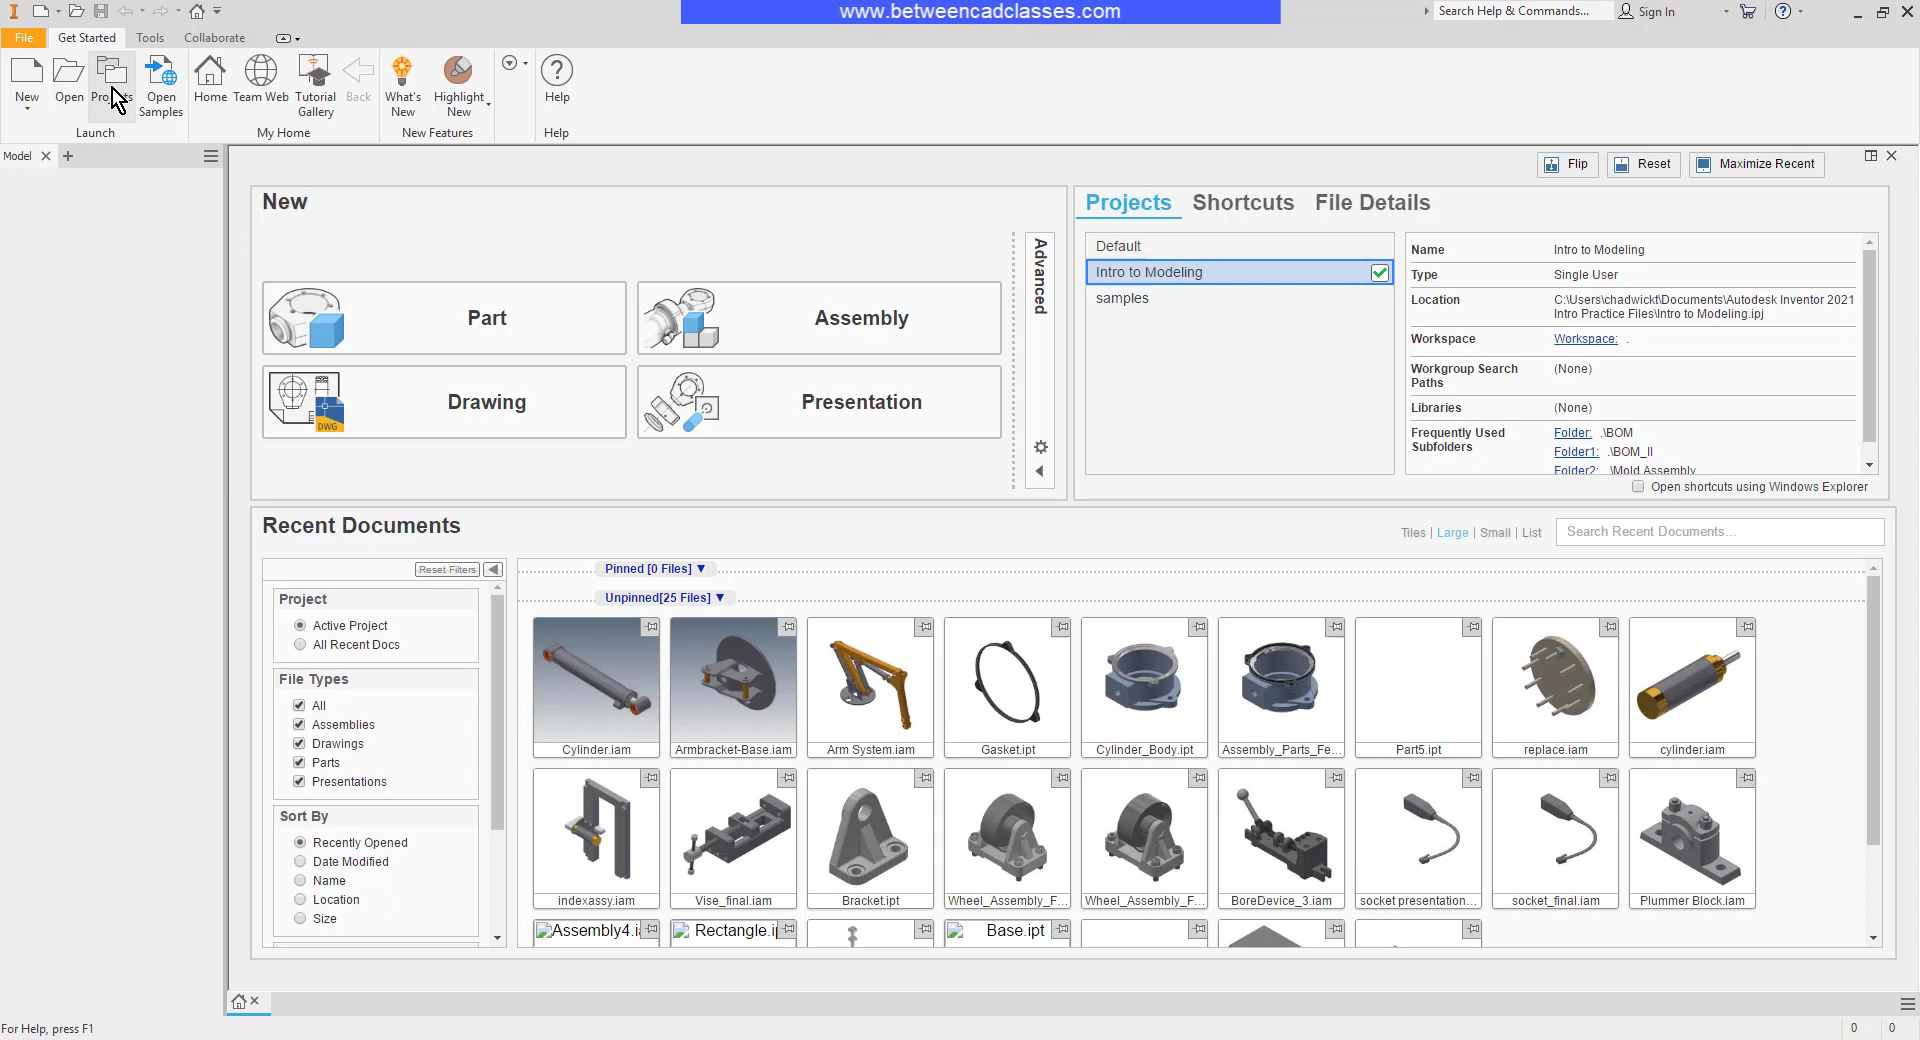 www.betweencadclasses.com
Search Help & Commands...
Sign In
File
Get Started
Tools
Collaborate
New
Open
Projects
Open
Samples
Home
Team Web
Tutorial
Gallery
Back
What's
New
Highlight
New
Help
Launch
My Home
New Features
Help
Model
Flip
Reset
Maximize Recent
New
Part
Assembly
Drawing
DWG
Presentation
Advanced
Projects
Shortcuts
File Details
Default
Intro to Modeling
samples
Name Intro to Modeling
Type Single User
Location C:\Users\chadwickt\Documents\Autodesk Inventor 2021
Intro Practice Files\Intro to Modeling.ipj
Workspace Workspace: .
Workgroup Search (None)
Paths
Libraries (None)
Frequently Used Folder: .\BOM
Subfolders Folder1: .\BOM_II
Folder2: .\Mold Assembly
Open shortcuts using Windows Explorer
Recent Documents
Tiles | Large | Small | List
Search Recent Documents...
Reset Filters
Project
Active Project
All Recent Docs
File Types
All
Assemblies
Drawings
Parts
Presentations
Sort By
Recently Opened
Date Modified
Name
Location
Size
Pinned [0 Files] ▼
Unpinned[25 Files] ▼
Cylinder.iam
Armbracket-Base.iam
Arm System.iam
Gasket.ipt
Cylinder_Body.ipt
Assembly_Parts_Fe...
Part5.ipt
replace.iam
cylinder.iam
indexassy.iam
Vise_final.iam
Bracket.ipt
Wheel_Assembly_F...
Wheel_Assembly_F...
BoreDevice_3.iam
socket presentation...
socket_final.iam
Plummer Block.iam
Assembly4.i
Rectangle.i
Base.ipt
For Help, press F1
0 0